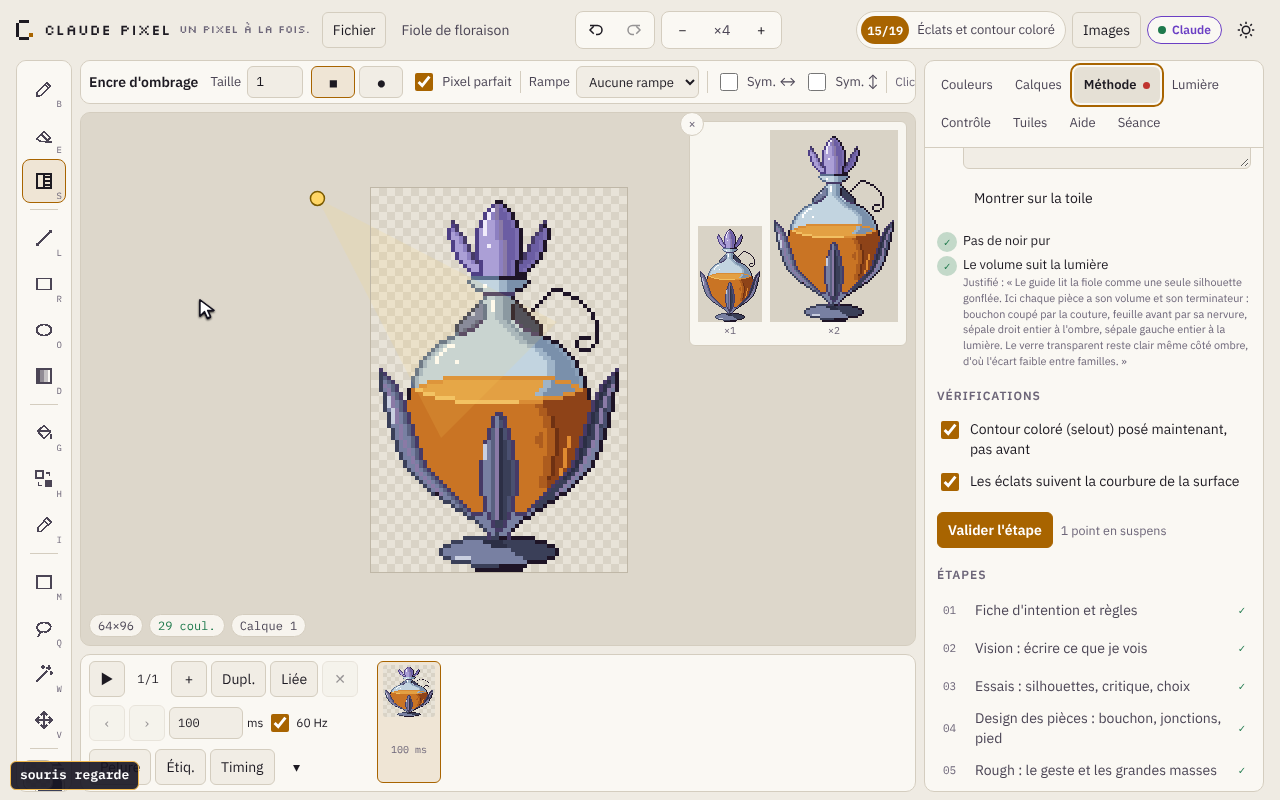 CLAUDE PIXEL UN PIXEL À LA FOIS. Fichier Fiole de floraison − ×4 + 15/19 Éclats et contour coloré Images Claude
Encre d'ombrage Taille 1 Pixel parfait Rampe Aucune rampe Sym. ↔ Sym. ↕ Clic
B
E
S
L
R
O
D
G
H
I
M
Q
W
V
×
×1 ×2
64×96 29 coul. Calque 1
1/1 + Dupl. Liée ×
‹ › 100 ms 60 Hz
Étiq. Timing ▼
100 ms
souris regarde
Couleurs Calques Méthode Lumière
Contrôle Tuiles Aide Séance
Montrer sur la toile
✓ Pas de noir pur
✓ Le volume suit la lumière
Justifié : « Le guide lit la fiole comme une seule silhouette
gonflée. Ici chaque pièce a son volume et son terminateur :
bouchon coupé par la couture, feuille avant par sa nervure,
sépale droit entier à l'ombre, sépale gauche entier à la
lumière. Le verre transparent reste clair même côté ombre,
d'où l'écart faible entre familles. »
VÉRIFICATIONS
Contour coloré (selout) posé maintenant,
pas avant
Les éclats suivent la courbure de la surface
Valider l'étape 1 point en suspens
ÉTAPES
01 Fiche d'intention et règles ✓
02 Vision : écrire ce que je vois ✓
03 Essais : silhouettes, critique, choix ✓
04 Design des pièces : bouchon, jonctions,
pied ✓
05 Rough : le geste et les grandes masses ✓